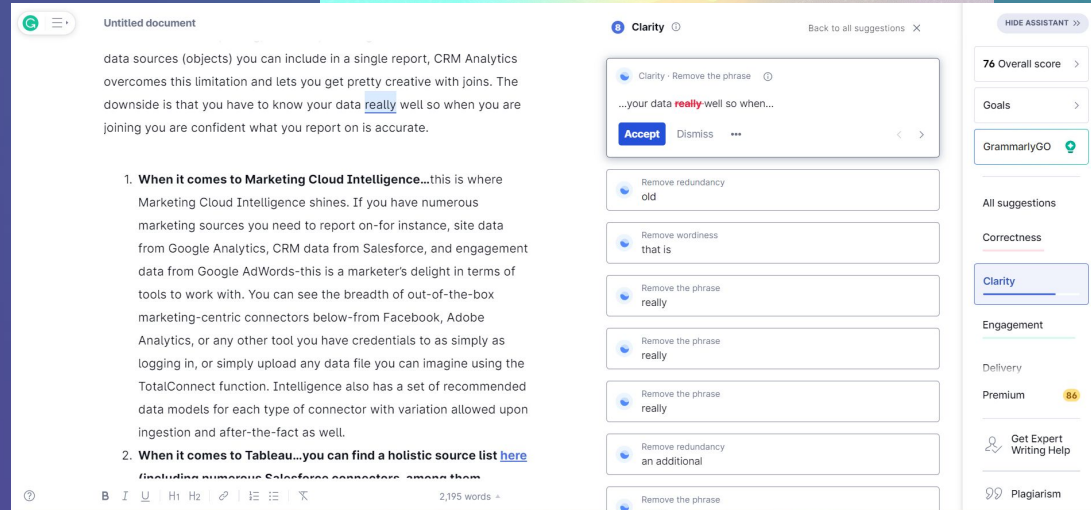 Untitled document
data sources (objects) you can include in a single report, CRM Analytics
overcomes this limitation and lets you get pretty creative with joins. The
downside is that you have to know your data really well so when you are
joining you are confident what you report on is accurate.
1. When it comes to Marketing Cloud Intelligence...this is where
Marketing Cloud Intelligence shines. If you have numerous
marketing sources you need to report on-for instance, site data
from Google Analytics, CRM data from Salesforce, and engagement
data from Google AdWords-this is a marketer's delight in terms of
tools to work with. You can see the breadth of out-of-the-box
marketing-centric connectors below-from Facebook, Adobe
Analytics, or any other tool you have credentials to as simply as
logging in, or simply upload any data file you can imagine using the
TotalConnect function. Intelligence also has a set of recommended
data models for each type of connector with variation allowed upon
ingestion and after-the-fact as well.
2. When it comes to Tableau...you can find a holistic source list here
(including numerous Salesforce connectors, among them
B I U H1 H2
2,195 words
8 Clarity
Back to all suggestions
Clarity · Remove the phrase
...your data really well so when...
Accept Dismiss
Remove redundancy
old
Remove wordiness
that is
Remove the phrase
really
Remove the phrase
really
Remove the phrase
really
Remove redundancy
an additional
Remove the phrase
HIDE ASSISTANT
76 Overall score
Goals
GrammarlyGO
All suggestions
Correctness
Clarity
Engagement
Delivery
Premium 86
Get Expert
Writing Help
Plagiarism